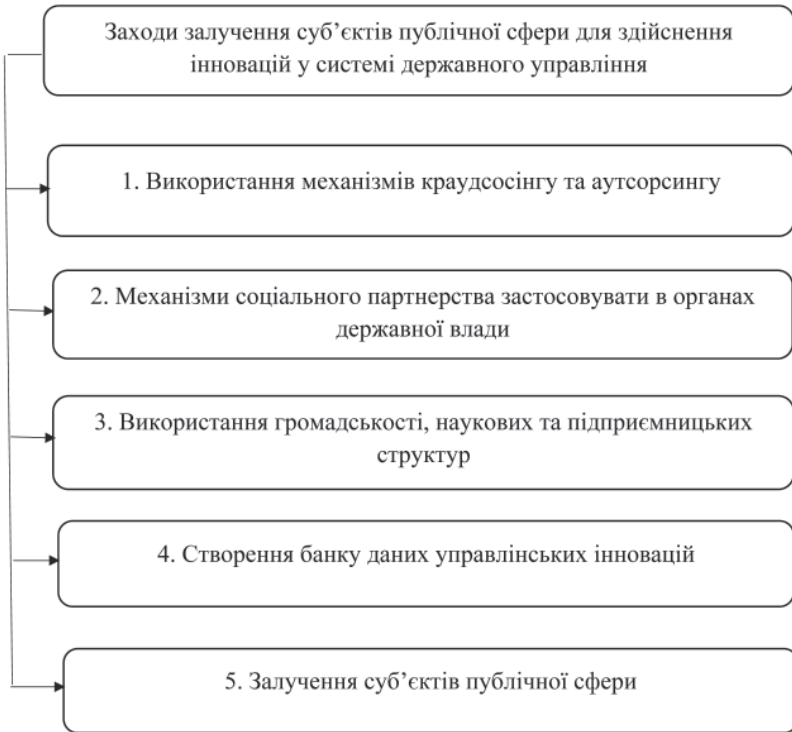 Заходи залучення суб’єктів публічної сфери для здійснення
інновацій у системі державного управління
1. Використання механізмів краудсосінгу та аутсорсингу
2. Механізми соціального партнерства застосовувати в органах
державної влади
3. Використання громадськості, наукових та підприємницьких
структур
4. Створення банку даних управлінських інновацій
5. Залучення суб’єктів публічної сфери